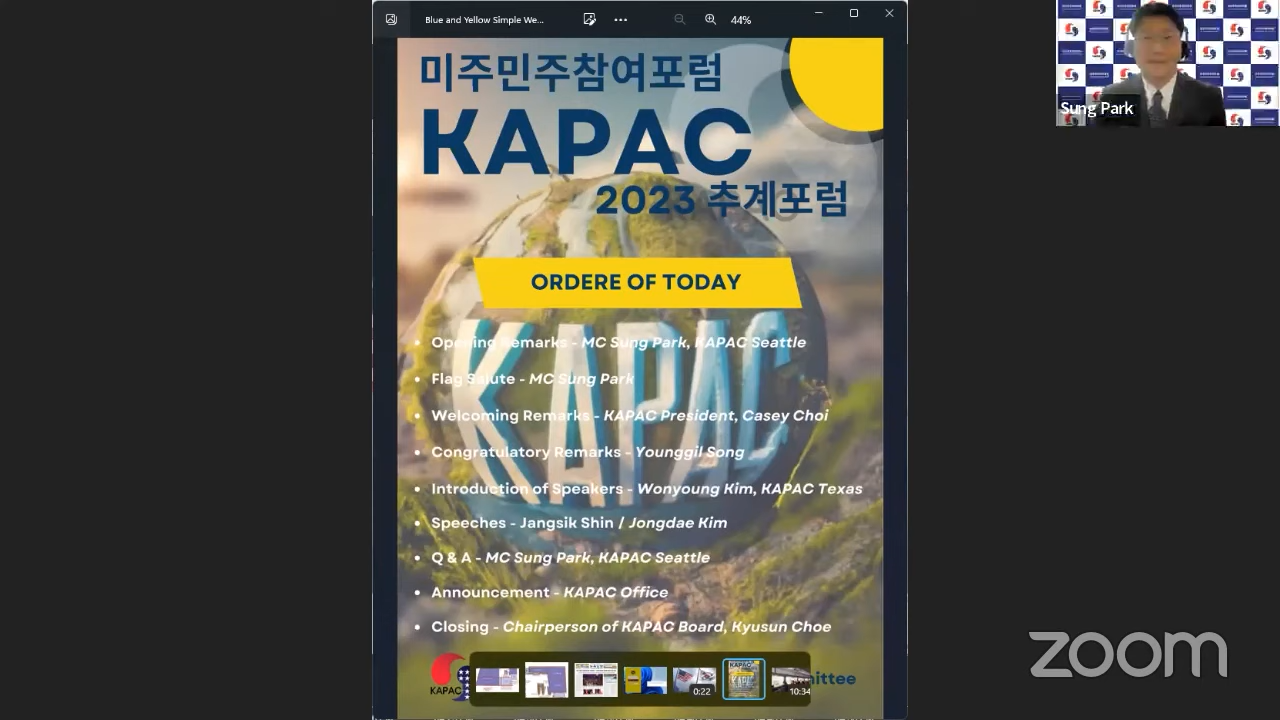 Blue and Yellow Simple We...
44%
미주민주참여포럼
KAPAC
2023 추계포럼
ORDERE OF TODAY
KAPAC
• Opening Remarks - MC Sung Park, KAPAC Seattle
• Flag Salute - MC Sung Park
• Welcoming Remarks - KAPAC President, Casey Choi
• Congratulatory Remarks - Younggil Song
• Introduction of Speakers - Wonyoung Kim, KAPAC Texas
• Speeches - Jangsik Shin / Jongdae Kim
• Q & A - MC Sung Park, KAPAC Seattle
• Announcement - KAPAC Office
• Closing - Chairperson of KAPAC Board, Kyusun Choe
KAPAC
0:22
10:34
Sung Park
zoom